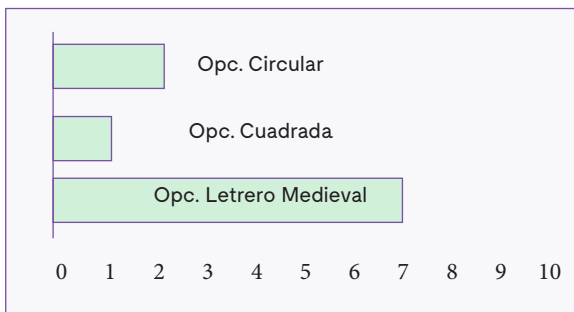 Opc. Circular
Opc. Cuadrada
Opc. Letrero Medieval
0 1 2 3 4 5 6 7 8 9 10